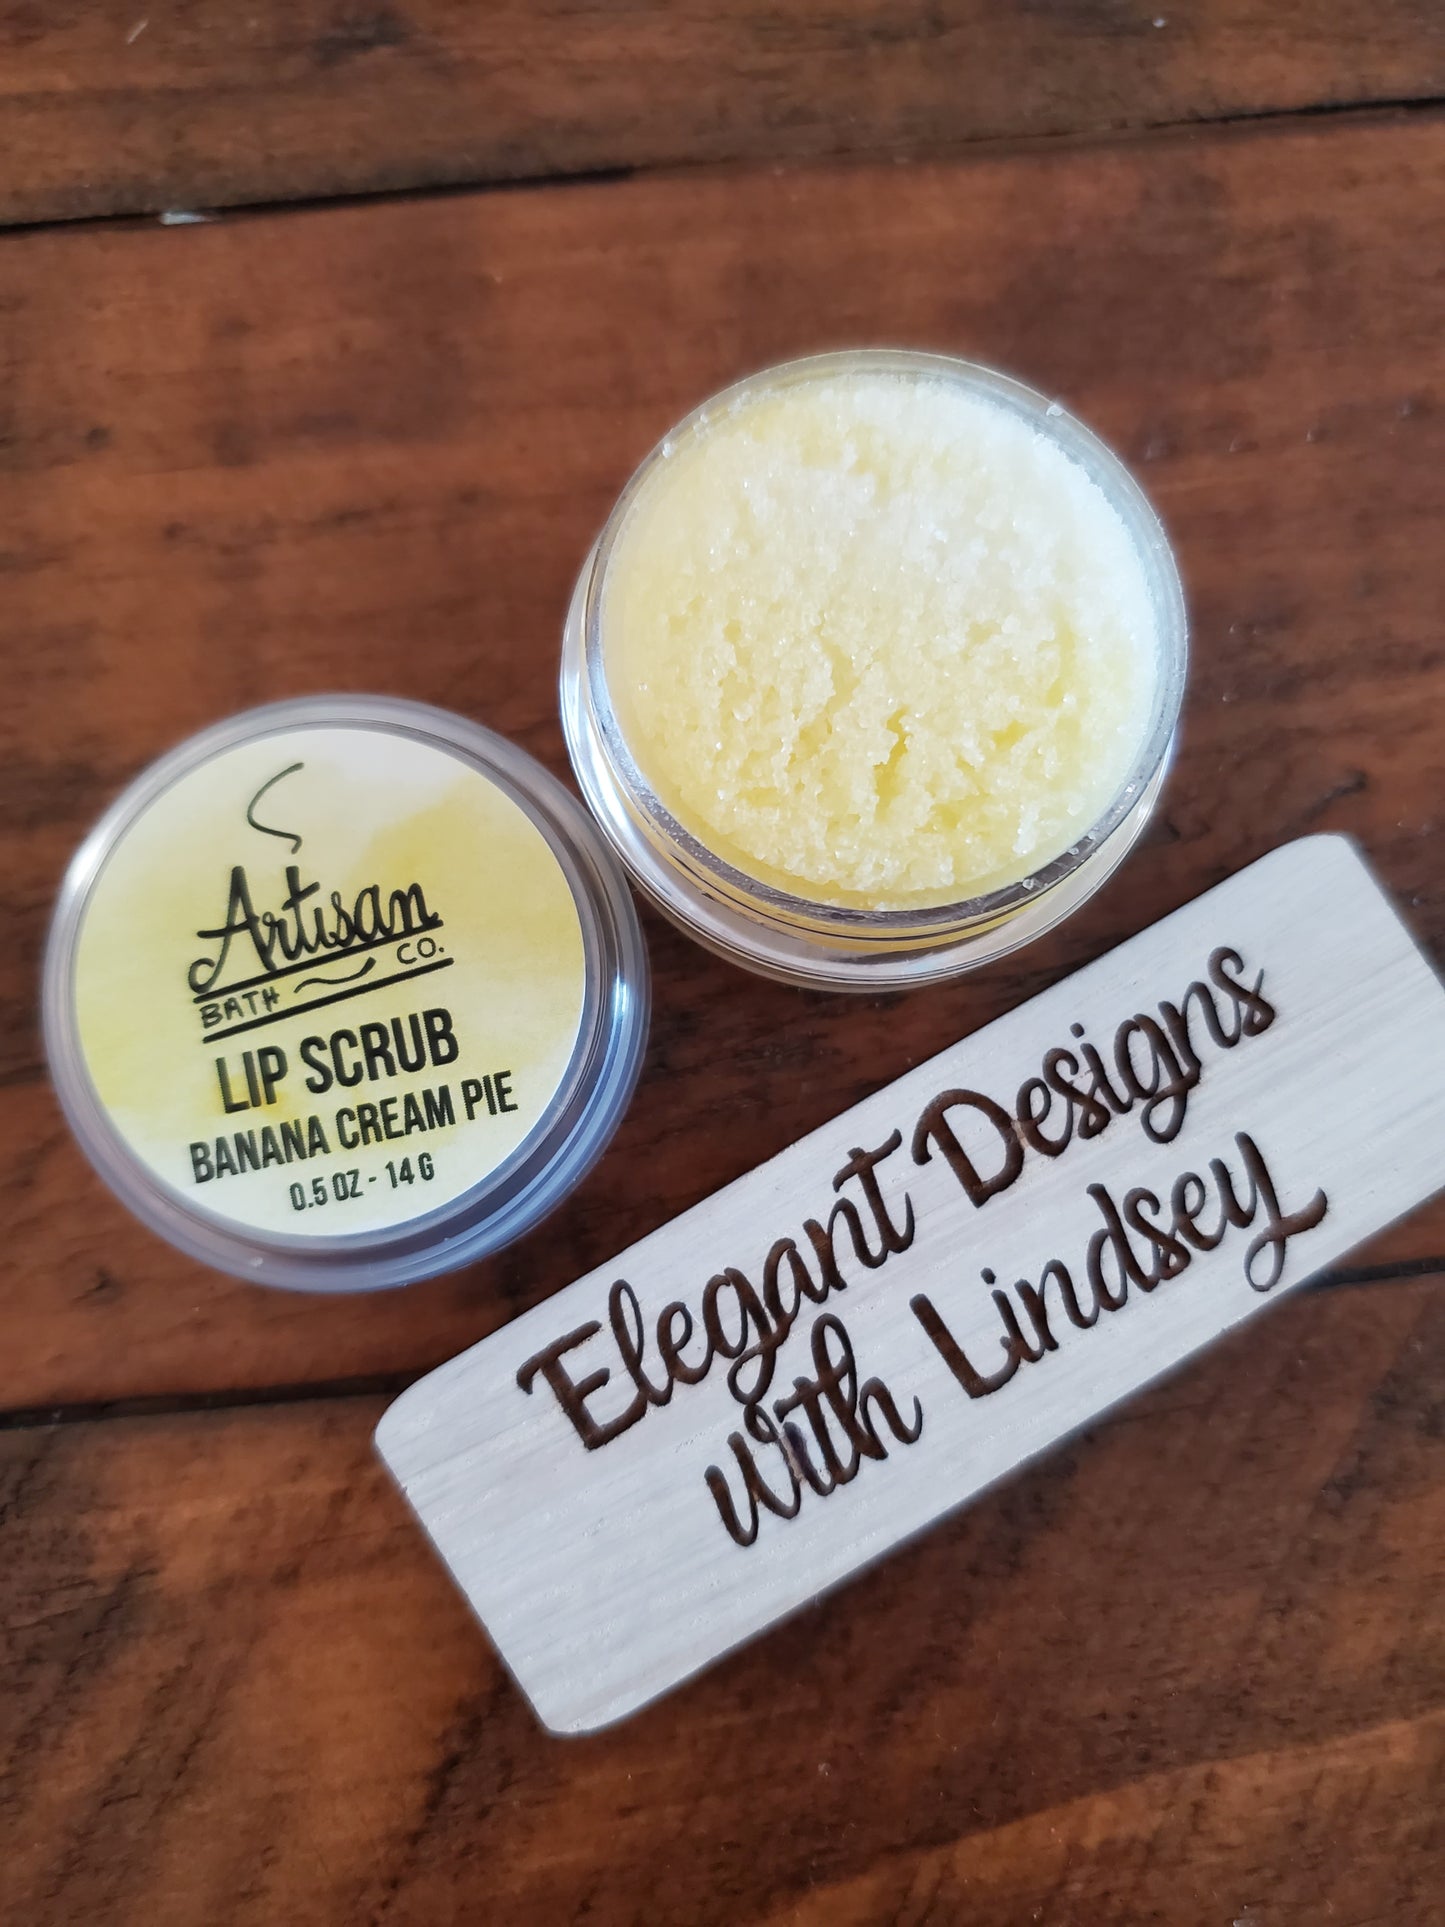 Artisan
BATH CO.
LIP SCRUB
BANANA CREAM PIE
0.5 OZ - 14 G
Elegant Designs
with Lindsey